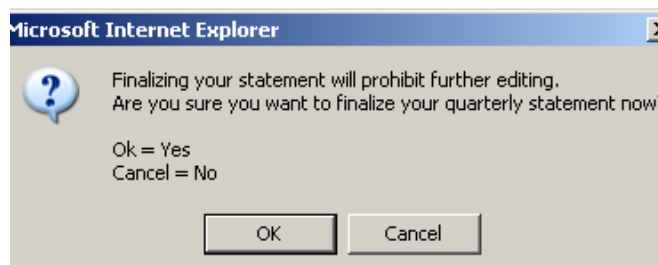 Microsoft Internet Explorer
Finalizing your statement will prohibit further editing.
Are you sure you want to finalize your quarterly statement now?
Ok = Yes
Cancel = No
OK
Cancel